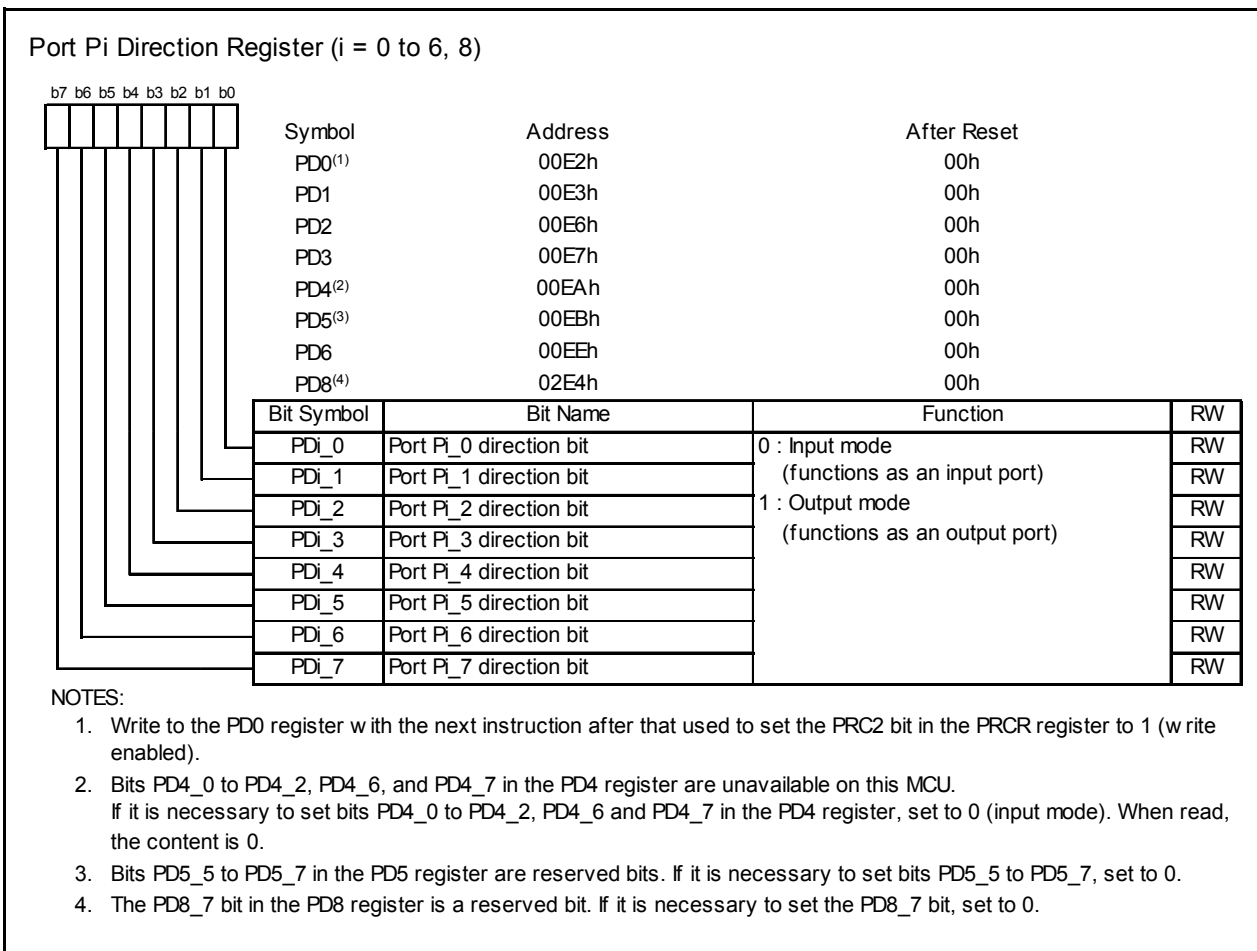 Port Pi Direction Register (i = 0 to 6, 8)
b7 b6 b5 b4 b3 b2 b1 b0
Symbol Address After Reset
PD0(1) 00E2h 00h
PD1 00E3h 00h
PD2 00E6h 00h
PD3 00E7h 00h
PD4(2) 00EAh 00h
PD5(3) 00EBh 00h
PD6 00EEh 00h
PD8(4) 02E4h 00h
Bit Symbol Bit Name Function RW
PDi_0 Port Pi_0 direction bit 0 : Input mode RW
PDi_1 Port Pi_1 direction bit (functions as an input port) RW
PDi_2 Port Pi_2 direction bit 1 : Output mode RW
PDi_3 Port Pi_3 direction bit (functions as an output port) RW
PDi_4 Port Pi_4 direction bit RW
PDi_5 Port Pi_5 direction bit RW
PDi_6 Port Pi_6 direction bit RW
PDi_7 Port Pi_7 direction bit RW
NOTES:
1. Write to the PD0 register with the next instruction after that used to set the PRC2 bit in the PRCR register to 1 (write
enabled).
2. Bits PD4_0 to PD4_2, PD4_6, and PD4_7 in the PD4 register are unavailable on this MCU.
If it is necessary to set bits PD4_0 to PD4_2, PD4_6 and PD4_7 in the PD4 register, set to 0 (input mode). When read,
the content is 0.
3. Bits PD5_5 to PD5_7 in the PD5 register are reserved bits. If it is necessary to set bits PD5_5 to PD5_7, set to 0.
4. The PD8_7 bit in the PD8 register is a reserved bit. If it is necessary to set the PD8_7 bit, set to 0.